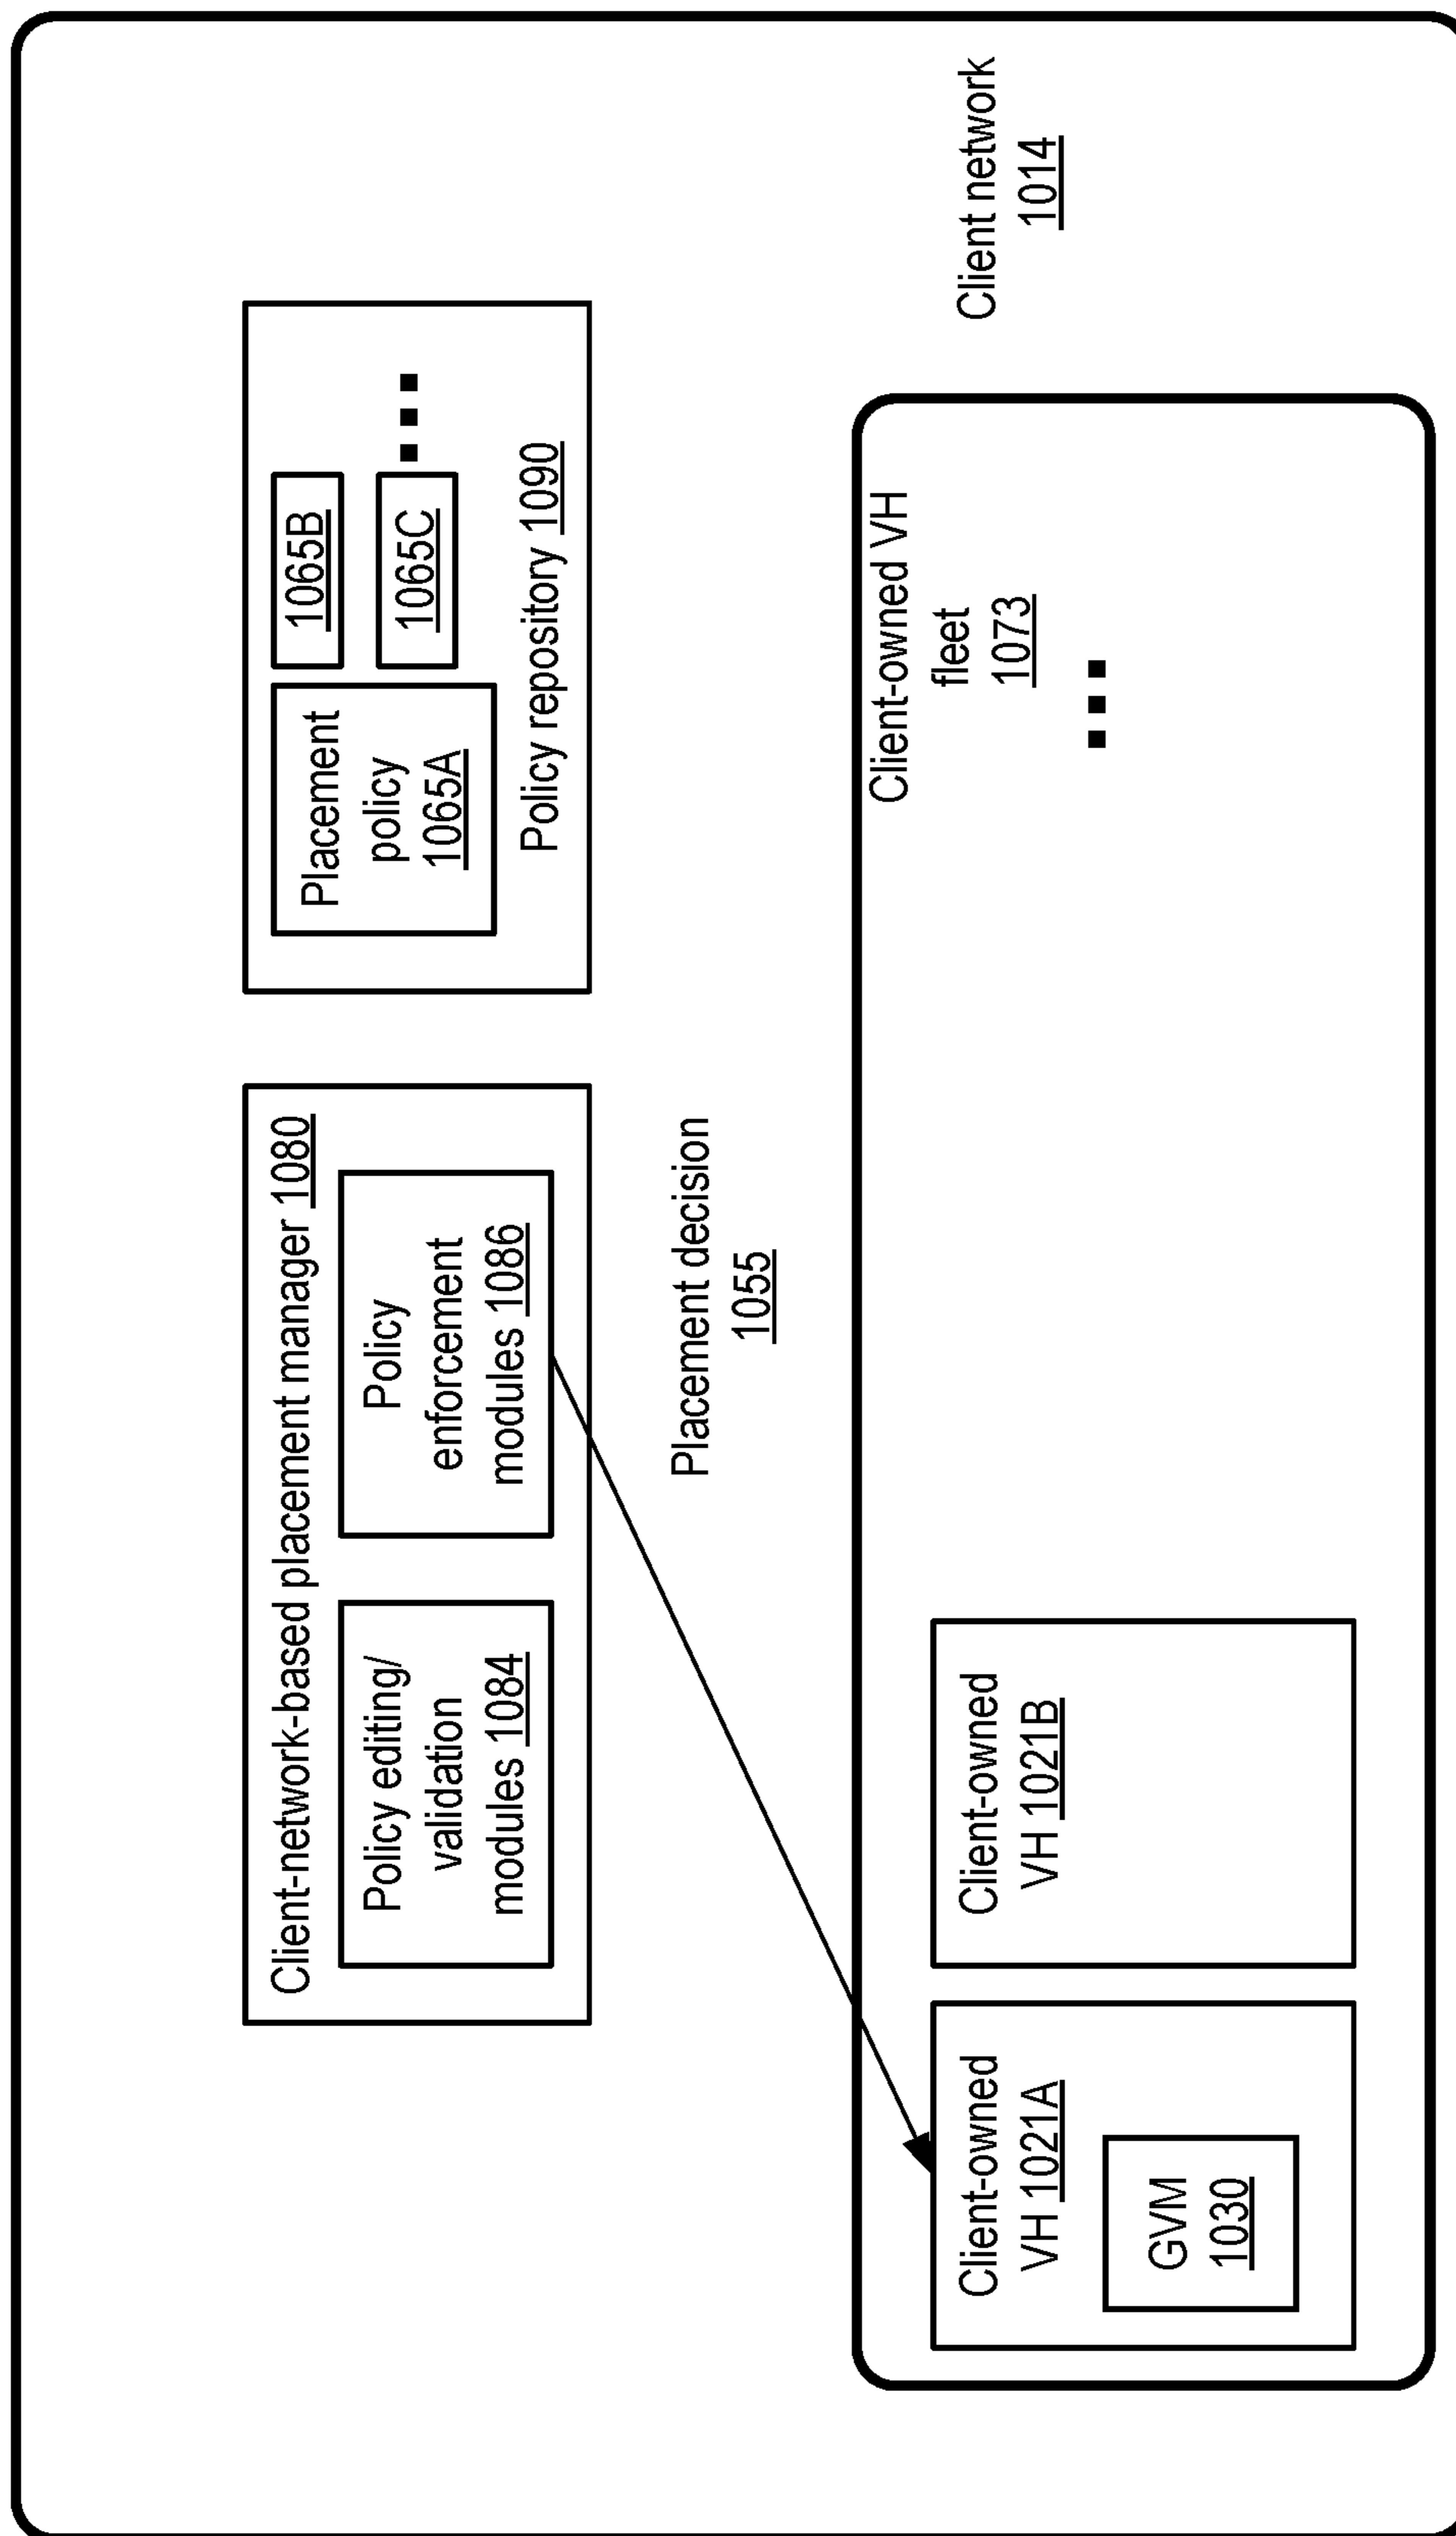 Client-network-based placement manager 1080
Policy editing/
validation
modules 1084
Policy
enforcement
modules 1086
Placement
policy
1065A
1065B
1065C
Policy repository 1090
Placement decision
1055
Client-owned VH
fleet
1073
Client-owned
VH 1021A
GVM
1030
Client-owned
VH 1021B
Client network
1014